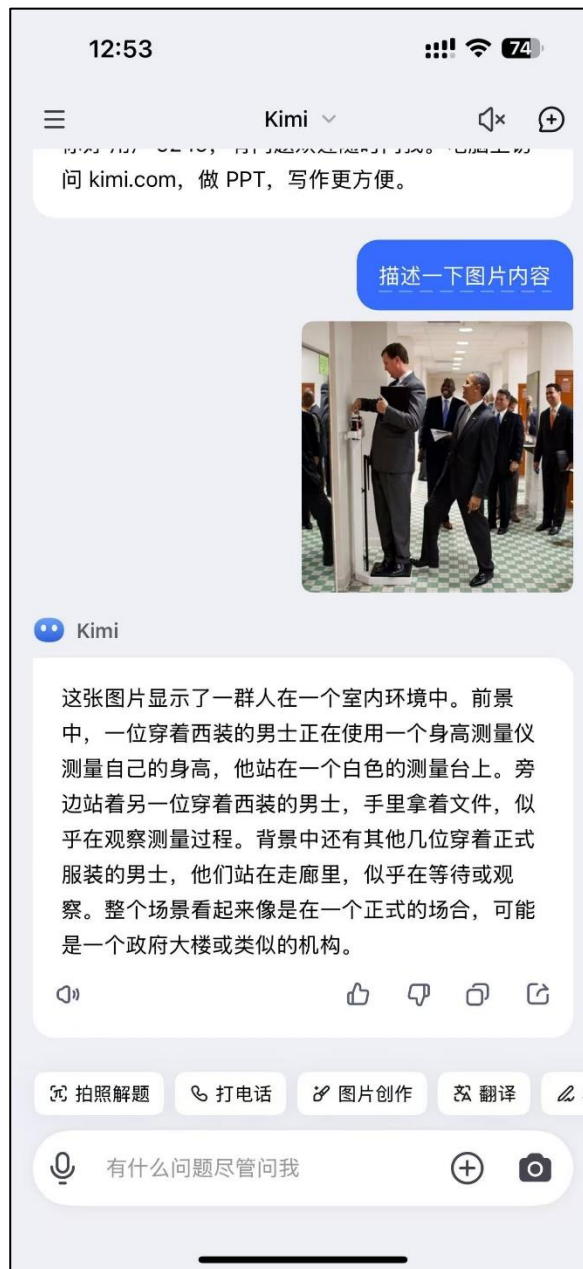 12:53
74
Kimi
问 kimi.com，做 PPT，写作更方便。
描述一下图片内容
Kimi
这张图片显示了一群人在一个室内环境中。前景
中，一位穿着西装的男士正在使用一个身高测量仪
测量自己的身高，他站在一个白色的测量台上。旁
边站着另一位穿着西装的男士，手里拿着文件，似
乎在观察测量过程。背景中还有其他几位穿着正式
服装的男士，他们站在走廊里，似乎在等待或观
察。整个场景看起来像是在一个正式的场合，可能
是一个政府大楼或类似的机构。
拍照解题 打电话 图片创作 翻译
有什么问题尽管问我